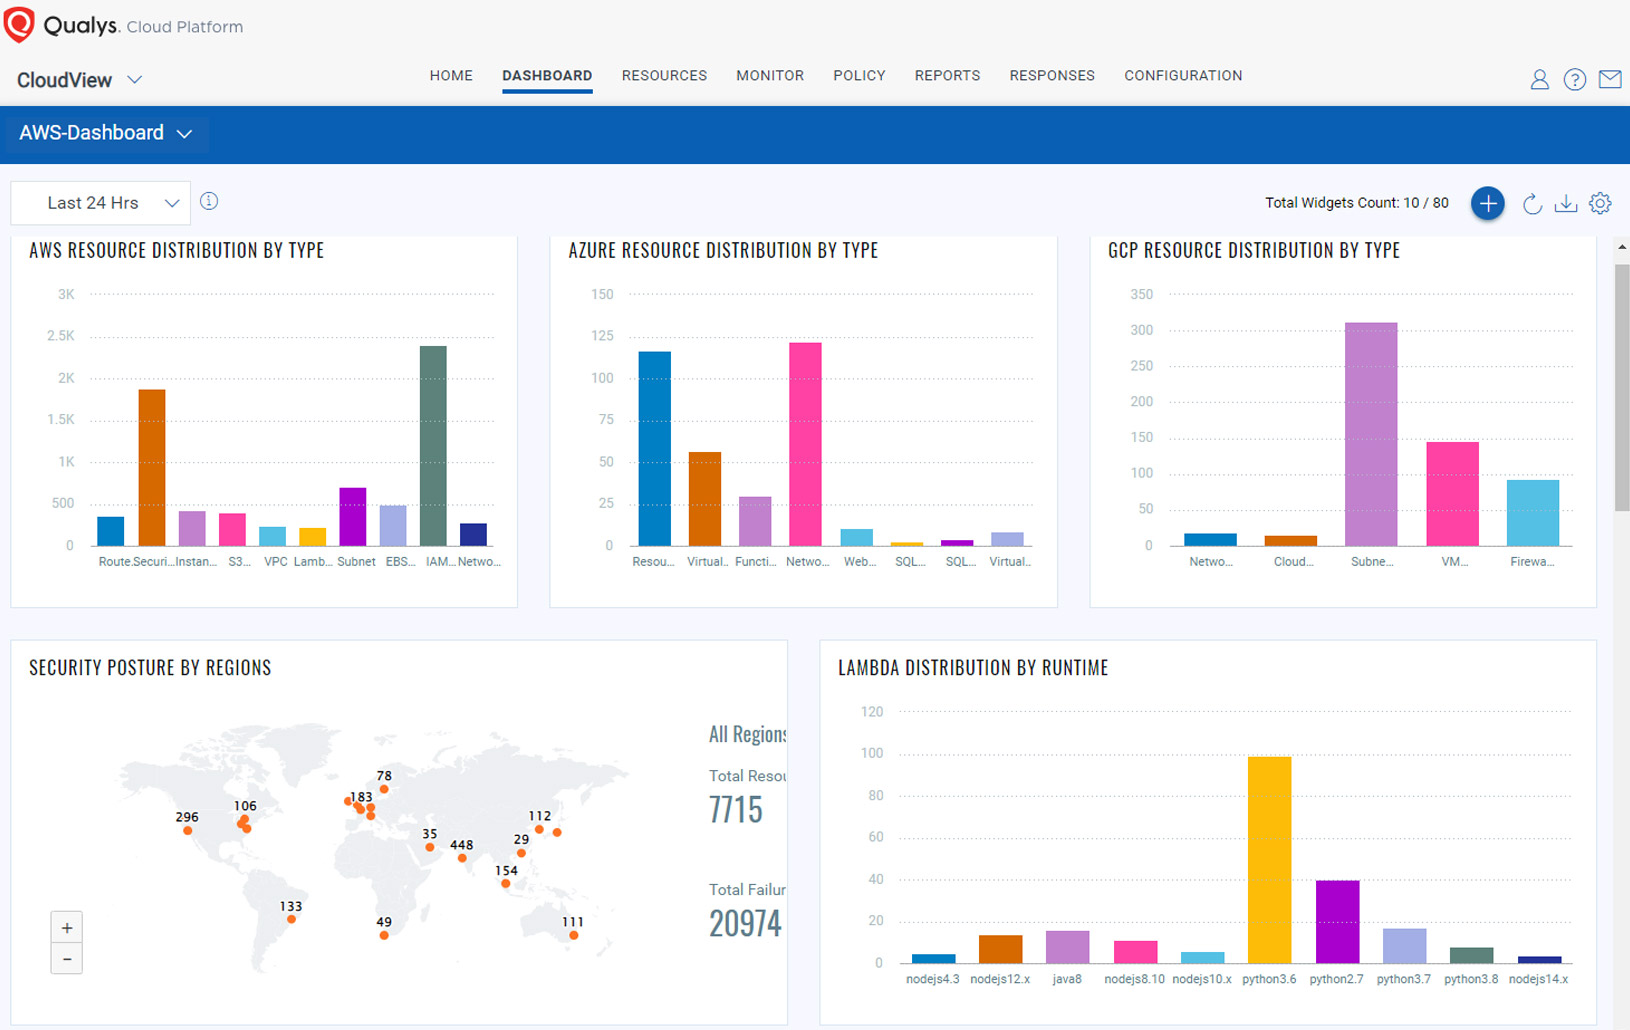 Qualys. Cloud Platform
CloudView
HOME DASHBOARD RESOURCES MONITOR POLICY REPORTS RESPONSES CONFIGURATION
AWS-Dashboard
Last 24 Hrs
Total Widgets Count: 10 / 80
AWS RESOURCE DISTRIBUTION BY TYPE
3K
2.5K
2K
1.5K
1K
500
0
Route.. Securi... Instan... S3... VPC Lamb... Subnet EBS... IAM... Netwo...
AZURE RESOURCE DISTRIBUTION BY TYPE
150
125
100
75
50
25
0
Resou... Virtual.. Functi... Netwo... Web... SQL... SQL... Virtual..
GCP RESOURCE DISTRIBUTION BY TYPE
350
300
250
200
150
100
50
0
Netwo... Cloud... Subne... VM... Firewa...
SECURITY POSTURE BY REGIONS
78
183
106
296
112
35
29
448
154
133
49
111
+
−
All Regions
Total Resou
7715
Total Failur
20974
LAMBDA DISTRIBUTION BY RUNTIME
120
100
80
60
40
20
0
nodejs4.3 nodejs12.x java8 nodejs8.10 nodejs10.x python3.6 python2.7 python3.7 python3.8 nodejs14.x